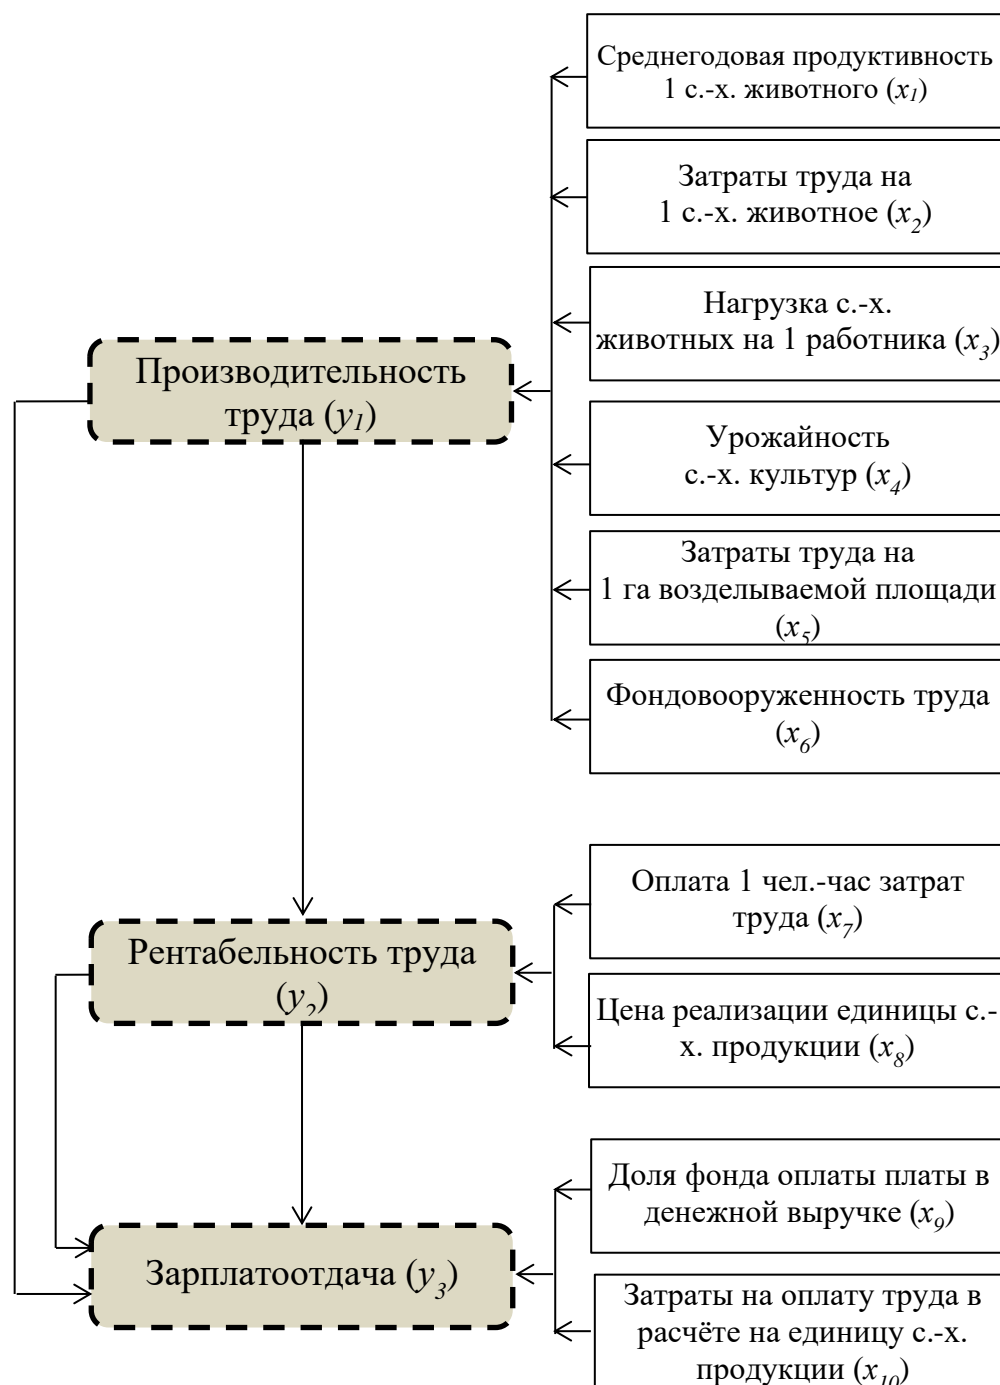 Среднегодовая продуктивность
1 с.-х. животного (x1)
Затраты труда на
1 с.-х. животное (x2)
Нагрузка с.-х.
животных на 1 работника (x3)
Производительность
труда (y1)
Урожайность
с.-х. культур (x4)
Затраты труда на
1 га возделываемой площади
(x5)
Фондовооруженность труда
(x6)
Оплата 1 чел.-час затрат
труда (x7)
Рентабельность труда
(y2)
Цена реализации единицы с.-
х. продукции (x8)
Доля фонда оплаты платы в
денежной выручке (x9)
Зарплатоотдача (y3)
Затраты на оплату труда в
расчёте на единицу с.-х.
продукции (x10)